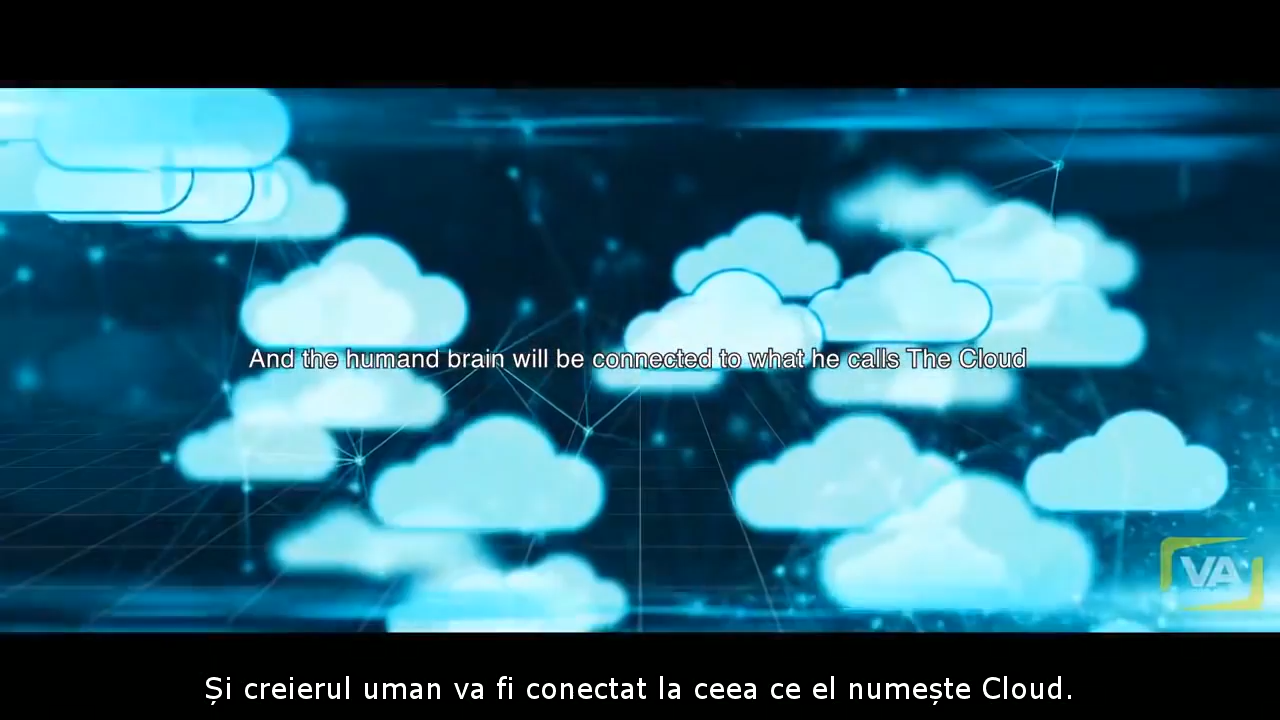 And the humand brain will be connected to what he calls The Cloud
VA
Și creierul uman va fi conectat la ceea ce el numește Cloud.